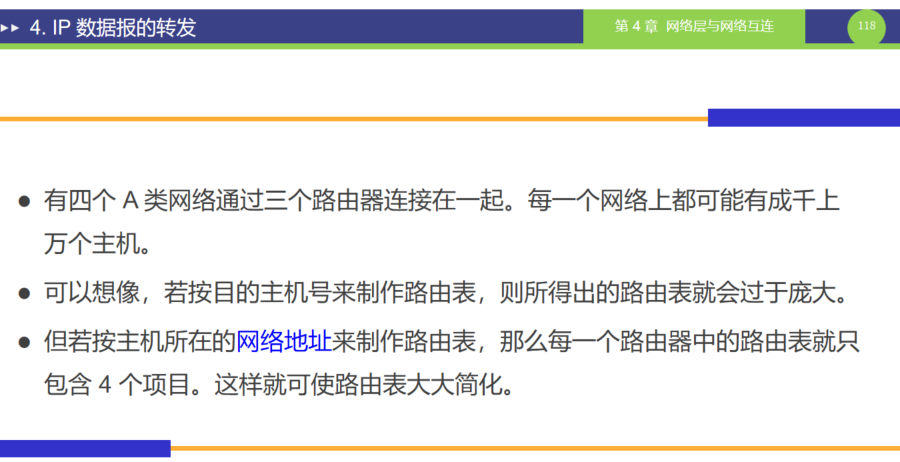 ▸▸ 4. IP 数据报的转发
第 4 章 网络层与网络互连
118
● 有四个 A 类网络通过三个路由器连接在一起。每一个网络上都可能有成千上
万个主机。
● 可以想像，若按目的主机号来制作路由表，则所得出的路由表就会过于庞大。
● 但若按主机所在的网络地址来制作路由表，那么每一个路由器中的路由表就只
包含 4 个项目。这样就可使路由表大大简化。